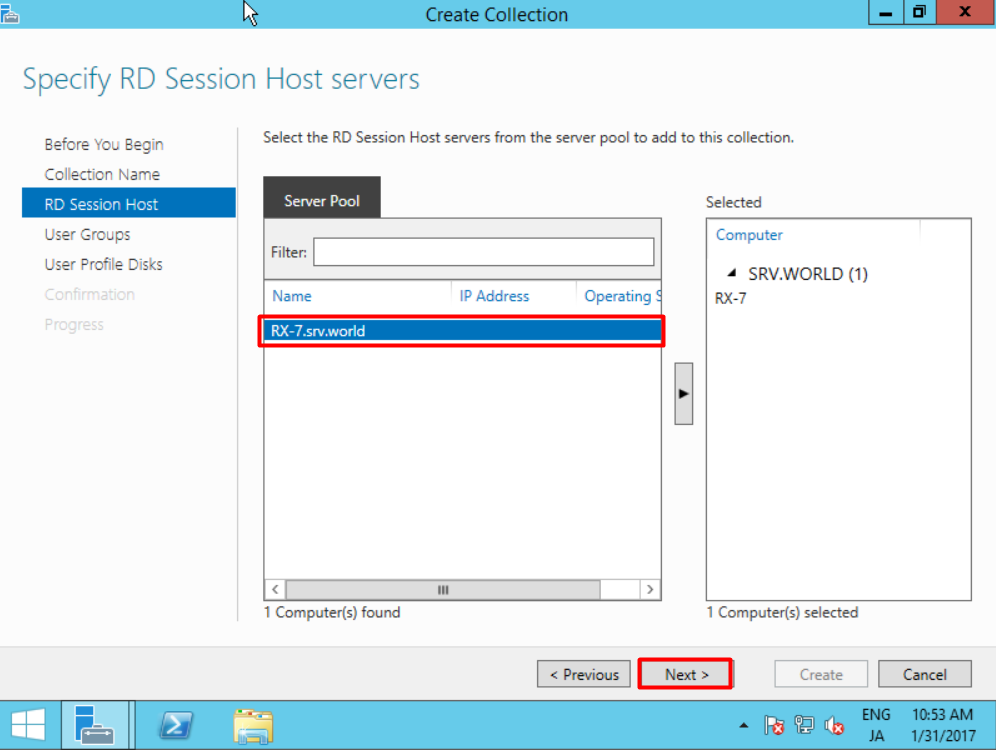 Create Collection
Specify RD Session Host servers
Before You Begin
Collection Name
RD Session Host
User Groups
User Profile Disks
Confirmation
Progress
Select the RD Session Host servers from the server pool to add to this collection.
Server Pool
Filter:
Name IP Address Operating S
RX-7.srv.world
1 Computer(s) found
Selected
Computer
SRV.WORLD (1)
RX-7
1 Computer(s) selected
< Previous Next > Create Cancel
ENG 10:53 AM
JA 1/31/2017